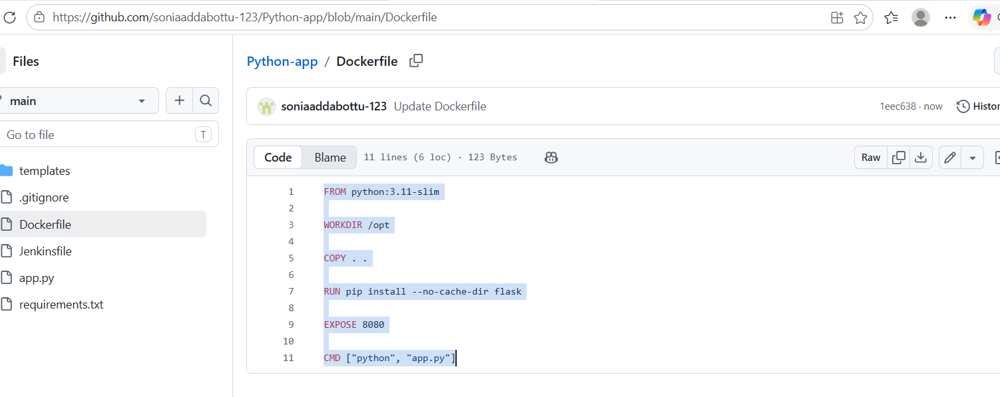 https://github.com/soniaaddabottu-123/Python-app/blob/main/Dockerfile
Files
main
Go to file
T
templates
.gitignore
Dockerfile
Jenkinsfile
app.py
requirements.txt
Python-app / Dockerfile
soniaaddabottu-123 Update Dockerfile
1eec638 · now
Code Blame 11 lines (6 loc) · 123 Bytes
Raw
1 FROM python:3.11-slim
2
3 WORKDIR /opt
4
5 COPY . .
6
7 RUN pip install --no-cache-dir flask
8
9 EXPOSE 8080
10
11 CMD ["python", "app.py"]